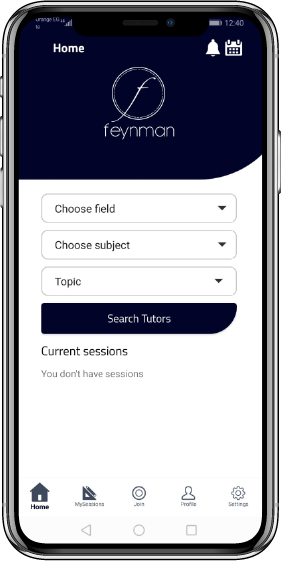 Orange EG
12:40
Home
f
feynman
Choose field
Choose subject
Topic
Search Tutors
Current sessions
You don't have sessions
Home
MySessions
Join
Profile
Settings